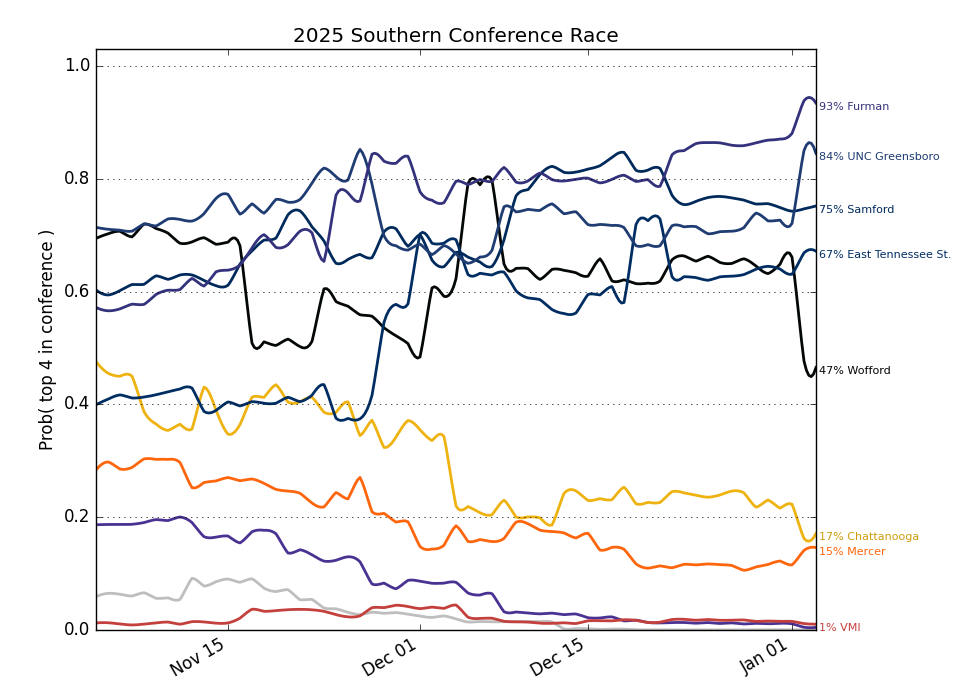 2025 Southern Conference Race
Prob( top 4 in conference )
1.0
0.8
0.6
0.4
0.2
0.0
Nov 15
Dec 01
Dec 15
Jan 01
93% Furman
84% UNC Greensboro
75% Samford
67% East Tennessee St.
47% Wofford
17% Chattanooga
15% Mercer
1% VMI